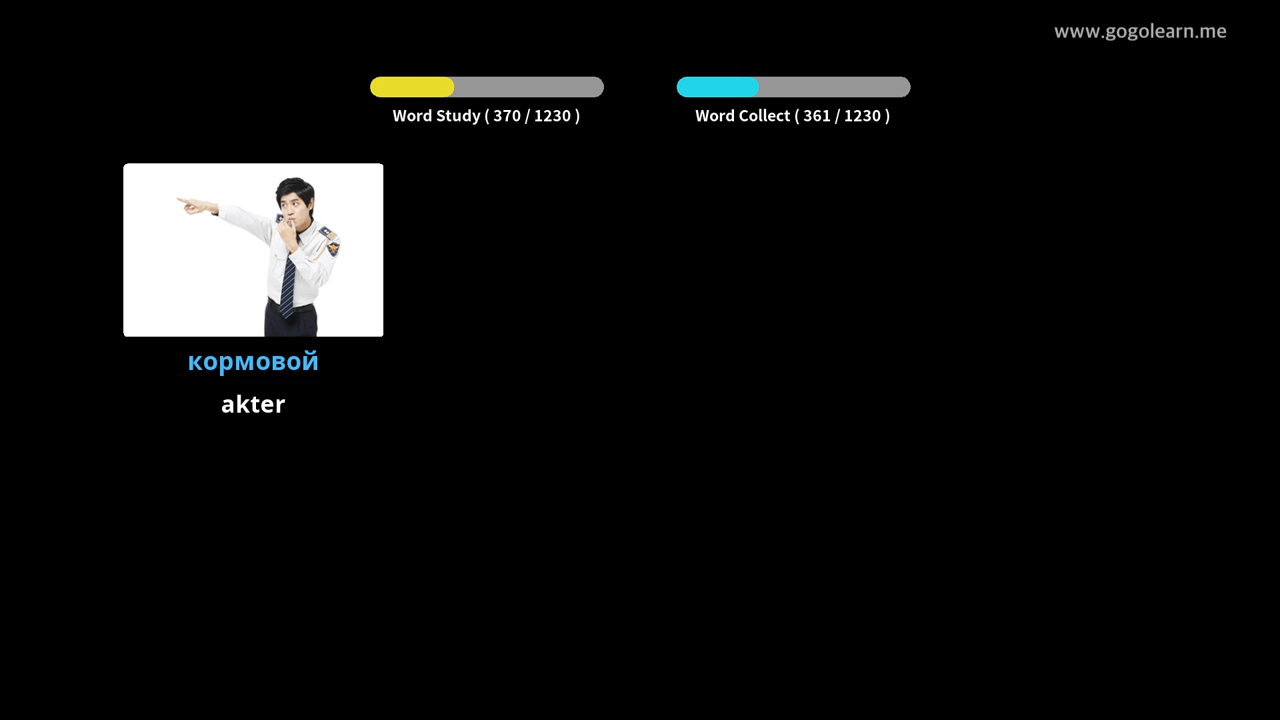 www.gogolearn.me
Word Study ( 370 / 1230 )
Word Collect ( 361 / 1230 )
кормовой
akter